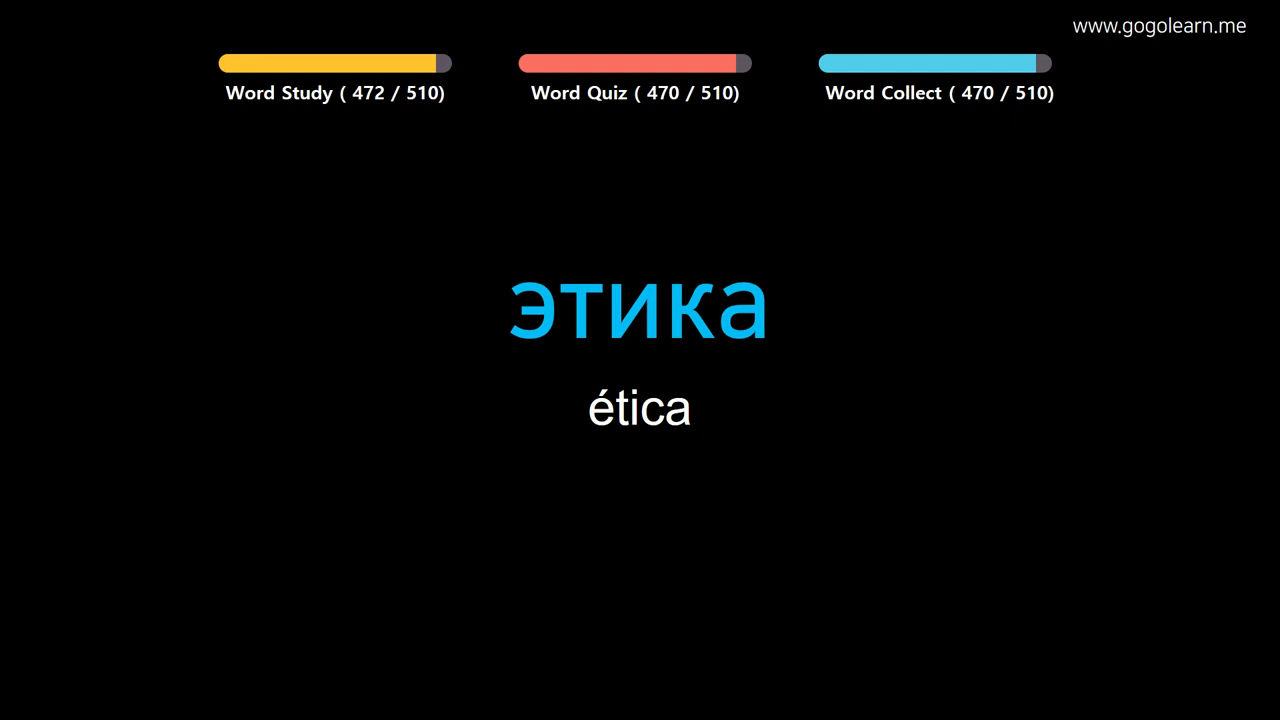 www.gogolearn.me
Word Study ( 472 / 510)
Word Quiz ( 470 / 510)
Word Collect ( 470 / 510)
этика
ética